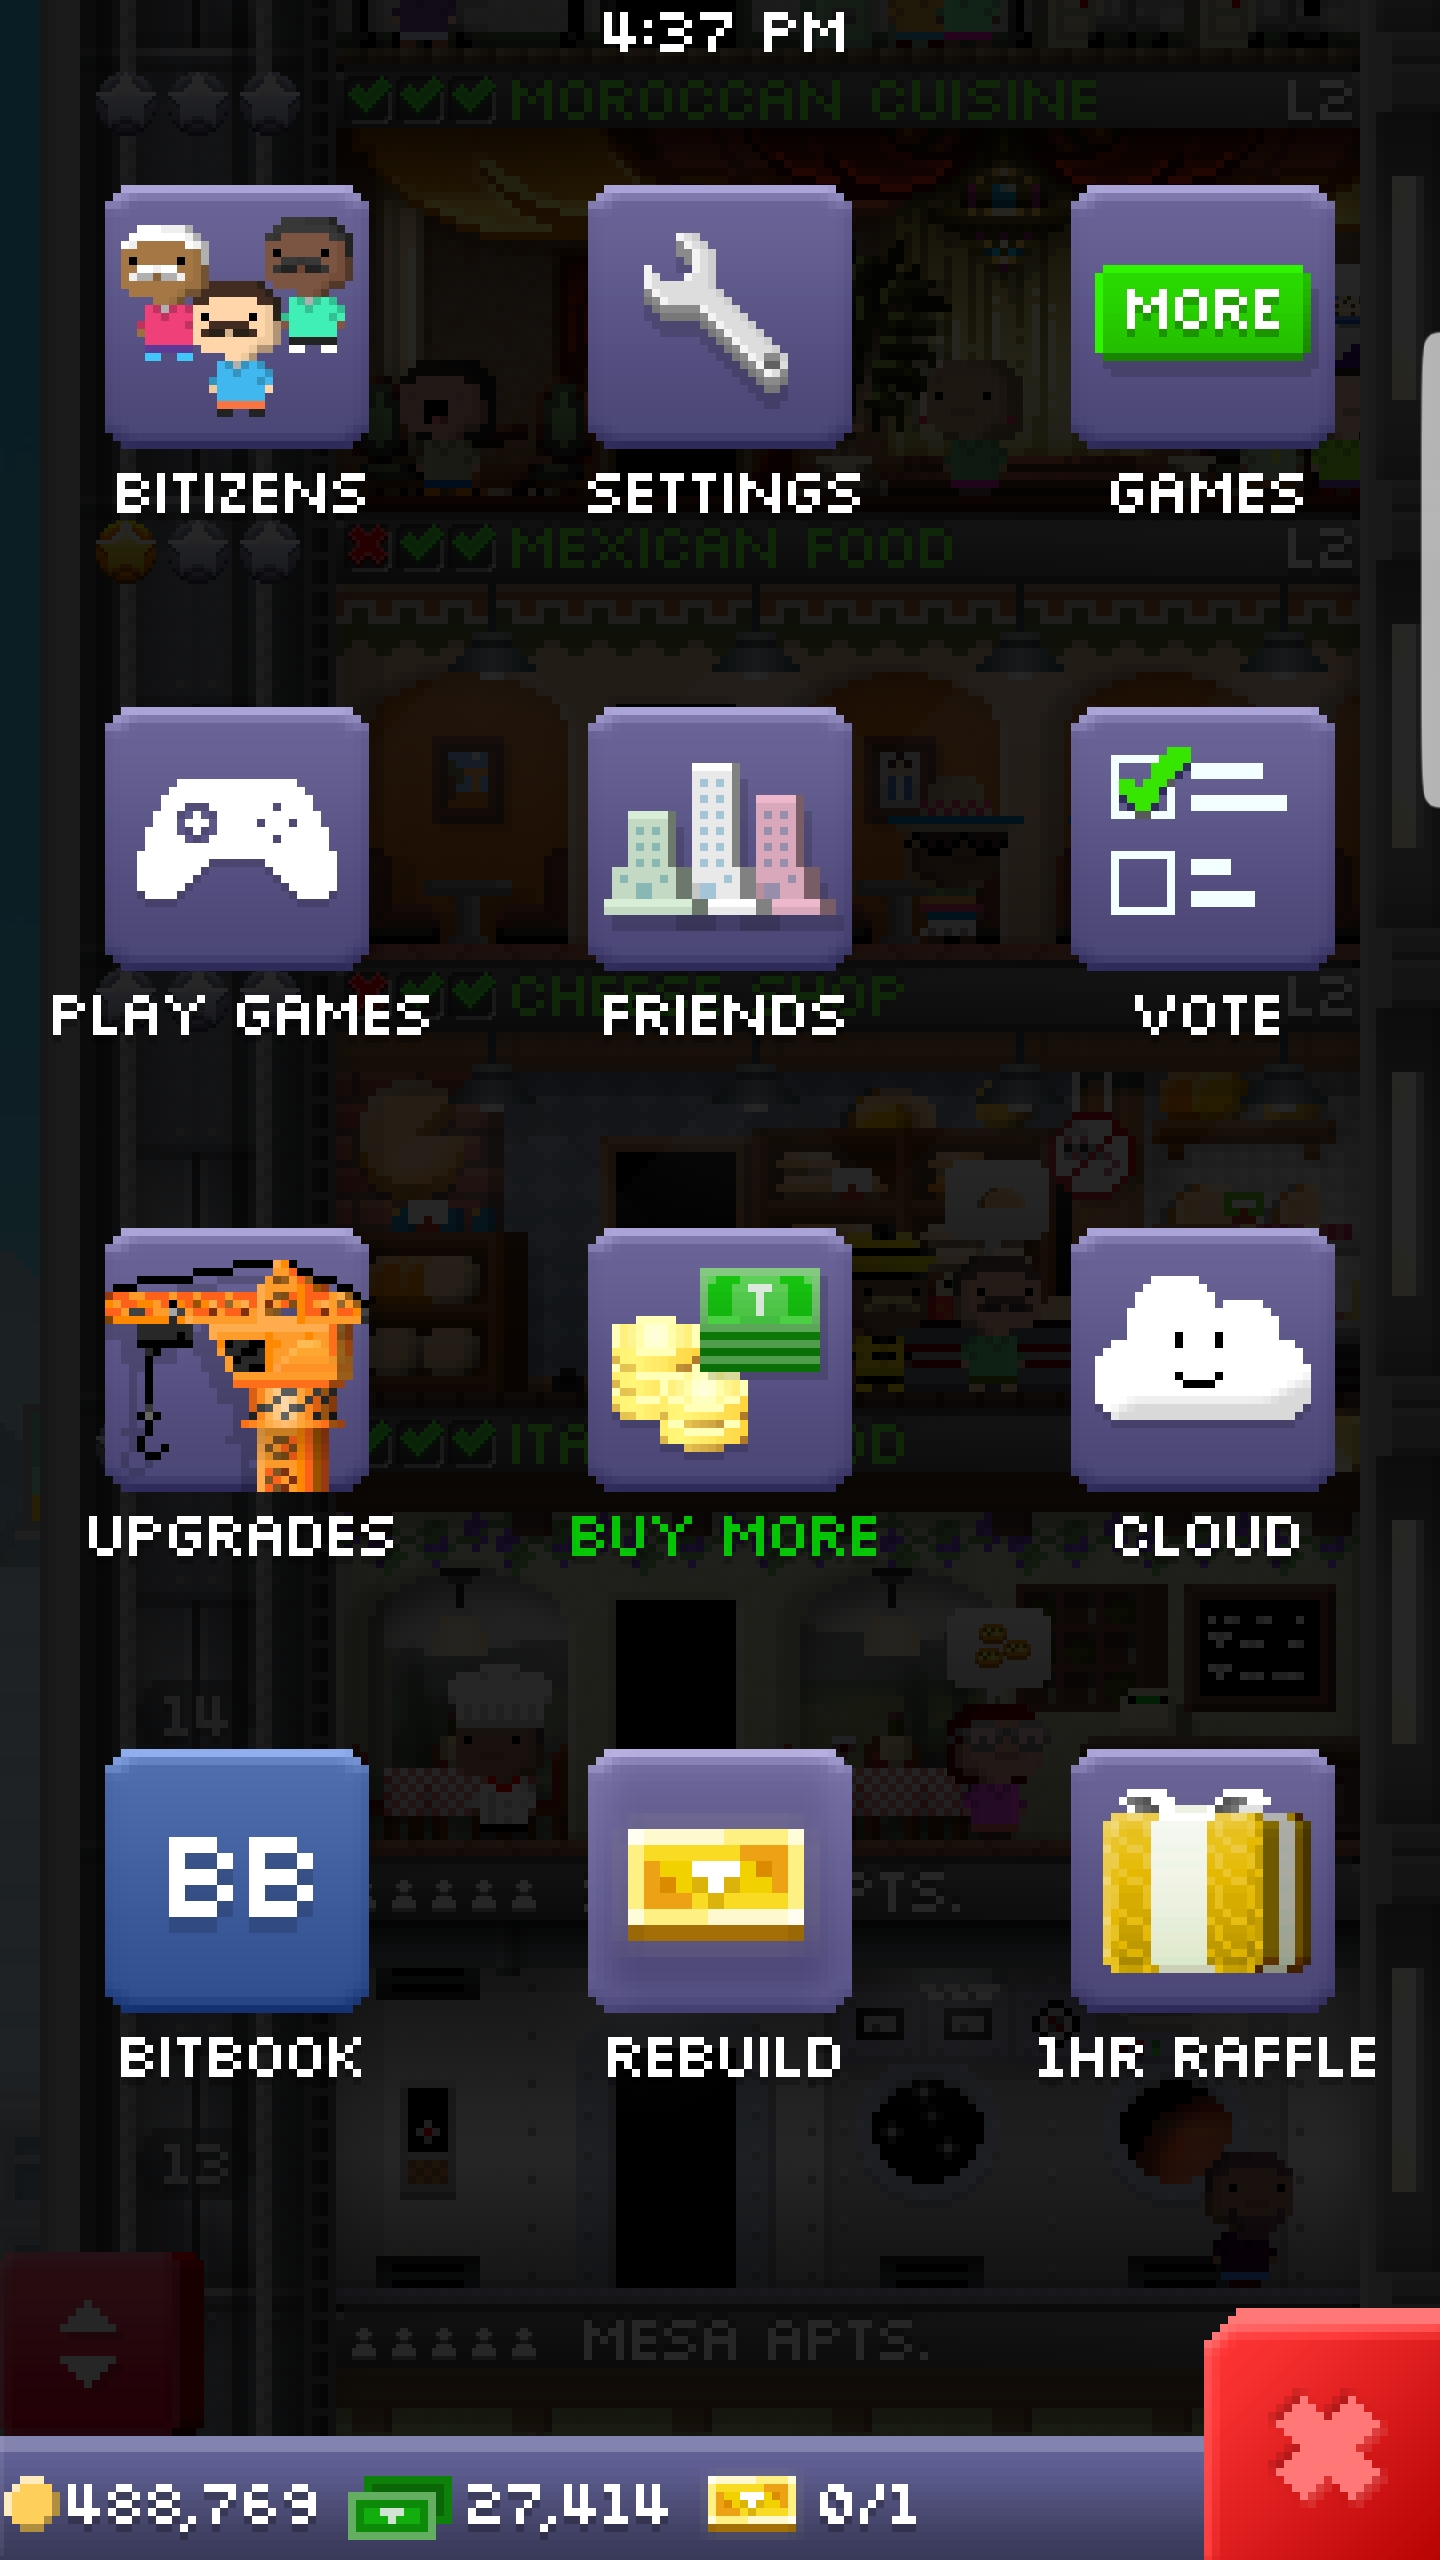 4:37 PM
MOROCCAN CUISINE L2
BITIZENS SETTINGS MORE GAMES
MEXICAN FOOD L2
PLAY GAMES FRIENDS VOTE
CHEESE SHOP L2
T
UPGRADES BUY MORE CLOUD
14
BB
BITBOOK REBUILD 1HR RAFFLE
13
MESA APTS.
488,769 27,414 0/1